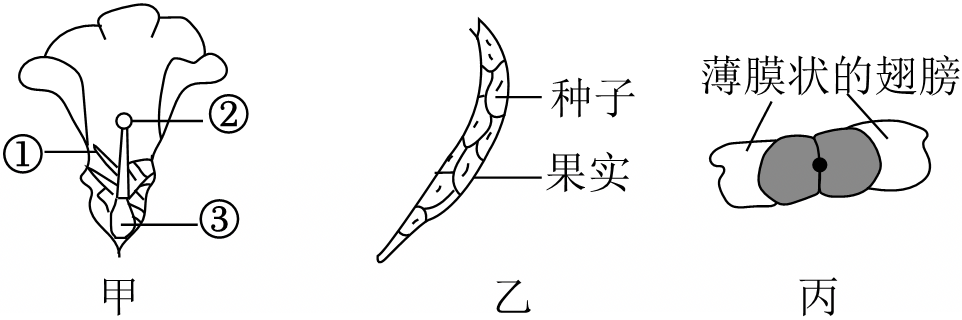 ①
②
③
甲
种子
果实
乙
薄膜状的翅膀
丙